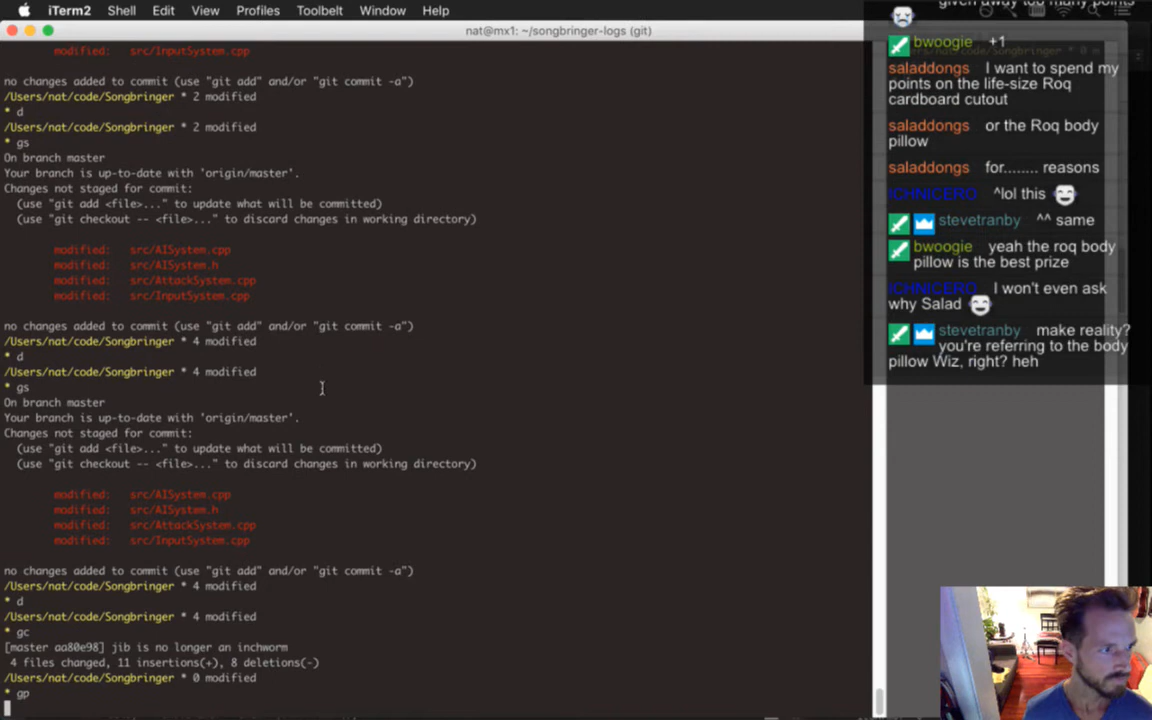 iTerm2 Shell Edit View Profiles Toolbelt Window Help
nat@mx1: ~/songbringer-logs (git)
modified: src/InputSystem.cpp
no changes added to commit (use "git add" and/or "git commit -a")
/Users/nat/code/Songbringer * 2 modified
* d
/Users/nat/code/Songbringer * 2 modified
* gs
On branch master
Your branch is up-to-date with 'origin/master'.
Changes not staged for commit:
(use "git add <file>..." to update what will be committed)
(use "git checkout -- <file>..." to discard changes in working directory)
modified: src/AISystem.cpp
modified: src/AISystem.h
modified: src/AttackSystem.cpp
modified: src/InputSystem.cpp
no changes added to commit (use "git add" and/or "git commit -a")
/Users/nat/code/Songbringer * 4 modified
* d
/Users/nat/code/Songbringer * 4 modified
* gs
On branch master
Your branch is up-to-date with 'origin/master'.
Changes not staged for commit:
(use "git add <file>..." to update what will be committed)
(use "git checkout -- <file>..." to discard changes in working directory)
modified: src/AISystem.cpp
modified: src/AISystem.h
modified: src/AttackSystem.cpp
modified: src/InputSystem.cpp
no changes added to commit (use "git add" and/or "git commit -a")
/Users/nat/code/Songbringer * 4 modified
* d
/Users/nat/code/Songbringer * 4 modified
* gc
[master aa80e98] jib is no longer an inchworm
4 files changed, 11 insertions(+), 8 deletions(-)
/Users/nat/code/Songbringer * 0 modified
* gp
given away too many points
bwoogie +1
saladdongs I want to spend my
points on the life-size Roq
cardboard cutout
saladdongs or the Roq body
pillow
saladdongs for........ reasons
ICHNICERO ^lol this
stevetranby ^^ same
bwoogie yeah the roq body
pillow is the best prize
ICHNICERO I won't even ask
why Salad
stevetranby make reality?
you're referring to the body
pillow Wiz, right? heh